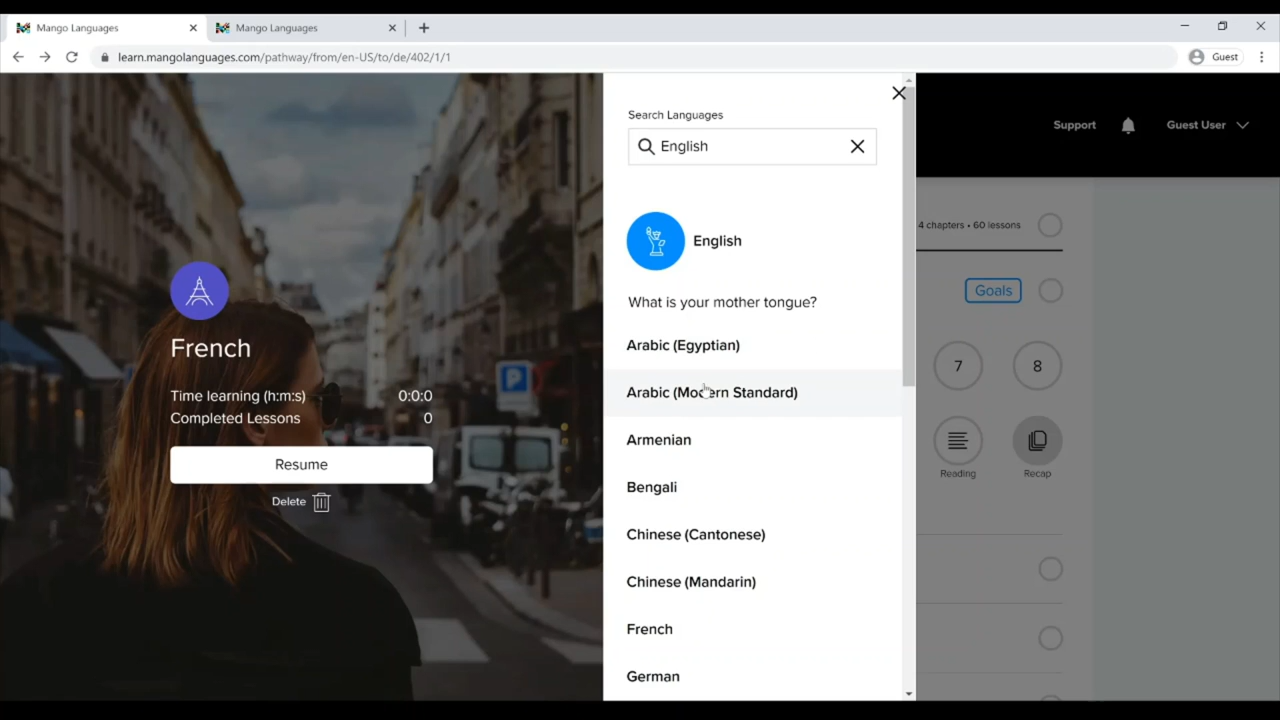 Mango Languages
Mango Languages
learn.mangolanguages.com/pathway/from/en-US/to/de/402/1/1
Guest
Search Languages
English
Support
Guest User
4 chapters • 60 lessons
English
Goals
What is your mother tongue?
Arabic (Egyptian)
French
7
8
Time learning (h:m:s) 0:0:0
Completed Lessons 0
Arabic (Modern Standard)
Armenian
Resume
Reading
Recap
Bengali
Delete
P
Chinese (Cantonese)
Chinese (Mandarin)
French
German